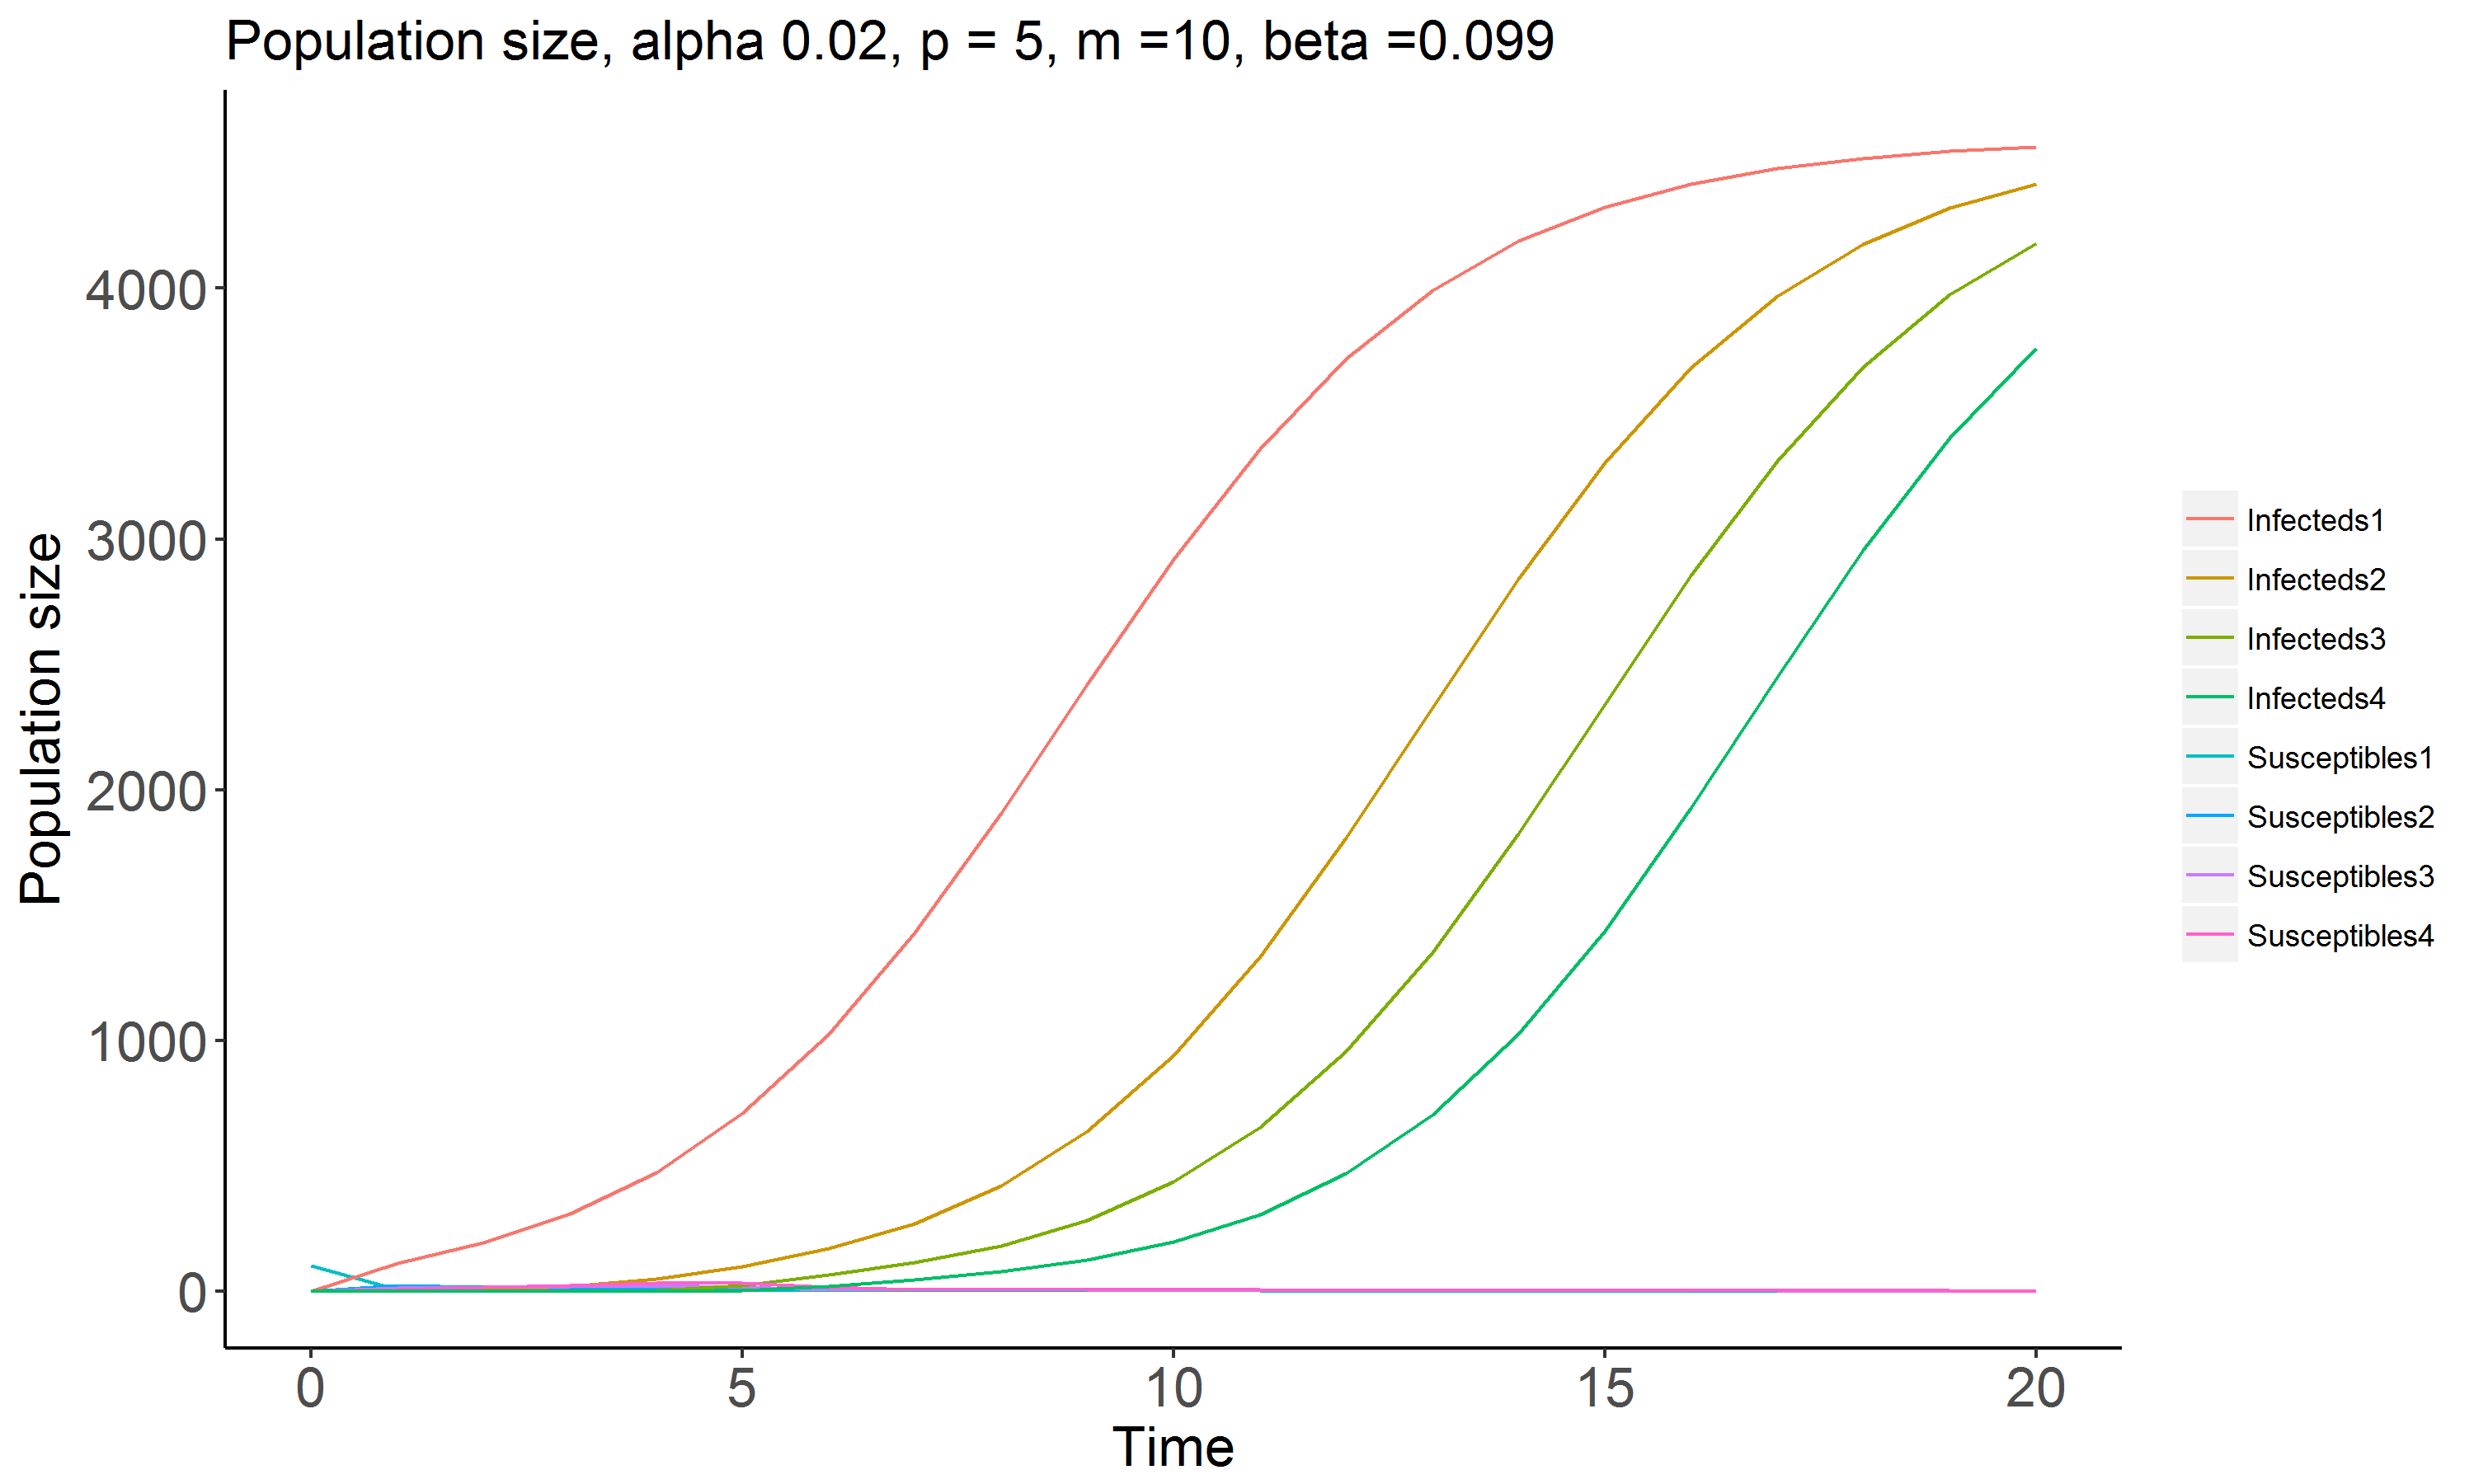 Population size, alpha 0.02, p = 5, m =10, beta =0.099
Population size
4000
3000
2000
1000
0
0 5 10 15 20
Time
Infecteds1
Infecteds2
Infecteds3
Infecteds4
Susceptibles1
Susceptibles2
Susceptibles3
Susceptibles4